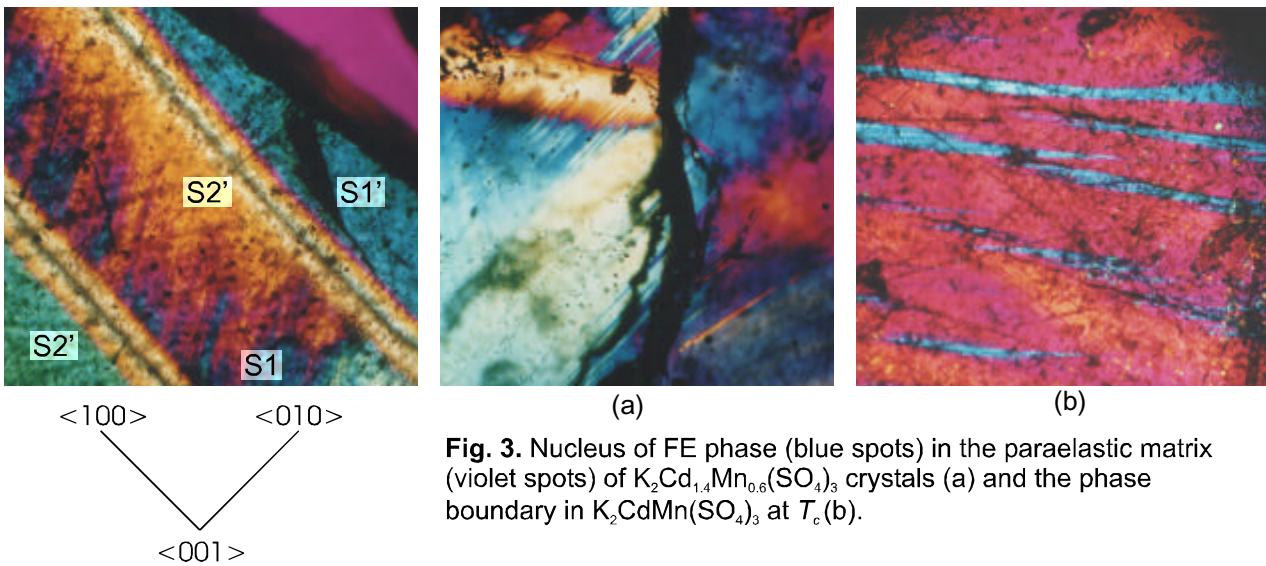 S2’
S1’
S2’
S1
<100> <010>
<001>
(a)
(b)
Fig. 3. Nucleus of FE phase (blue spots) in the paraelastic matrix
(violet spots) of K₂Cd₁.₄Mn₀.₆(SO₄)₃ crystals (a) and the phase
boundary in K₂CdMn(SO₄)₃ at T꜀ (b).